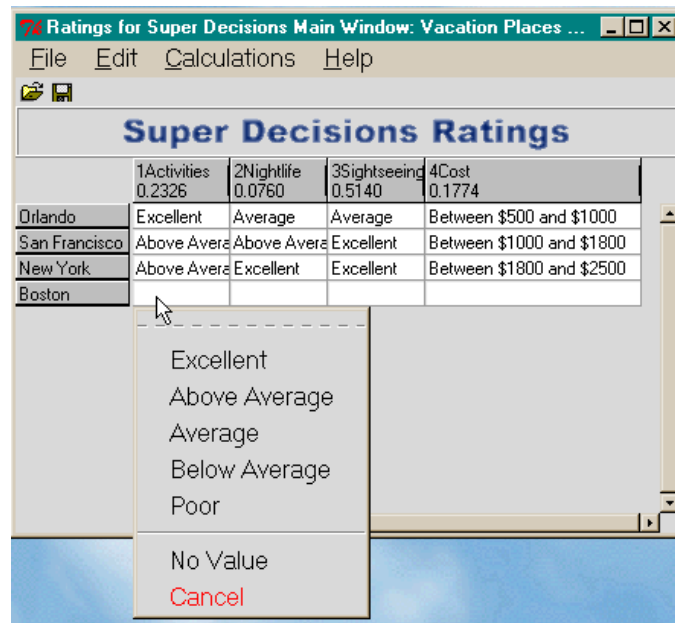 Ratings for Super Decisions Main Window: Vacation Places ...
File Edit Calculations Help
Super Decisions Ratings
1Activities 2Nightlife 3Sightseeing 4Cost
0.2326 0.0760 0.5140 0.1774
Orlando Excellent Average Average Between $500 and $1000
San Francisco Above Avera Above Avera Excellent Between $1000 and $1800
New York Above Avera Excellent Excellent Between $1800 and $2500
Boston
Excellent
Above Average
Average
Below Average
Poor
No Value
Cancel